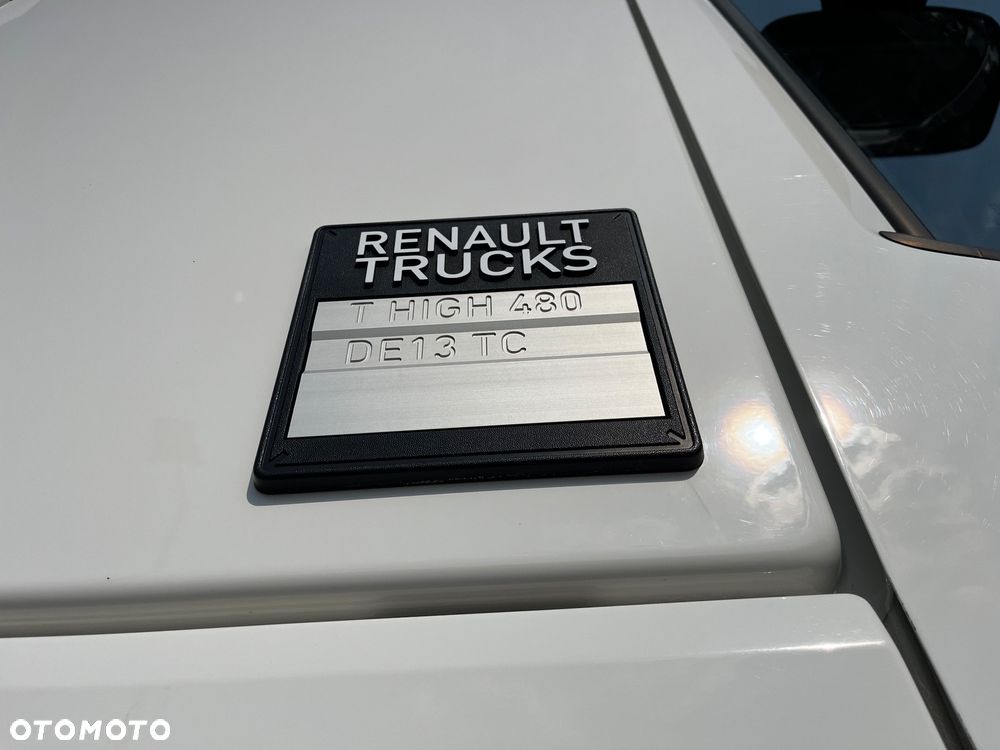 RENAULT
TRUCKS
T HIGH 480
DE13 TC
OTOMOTO